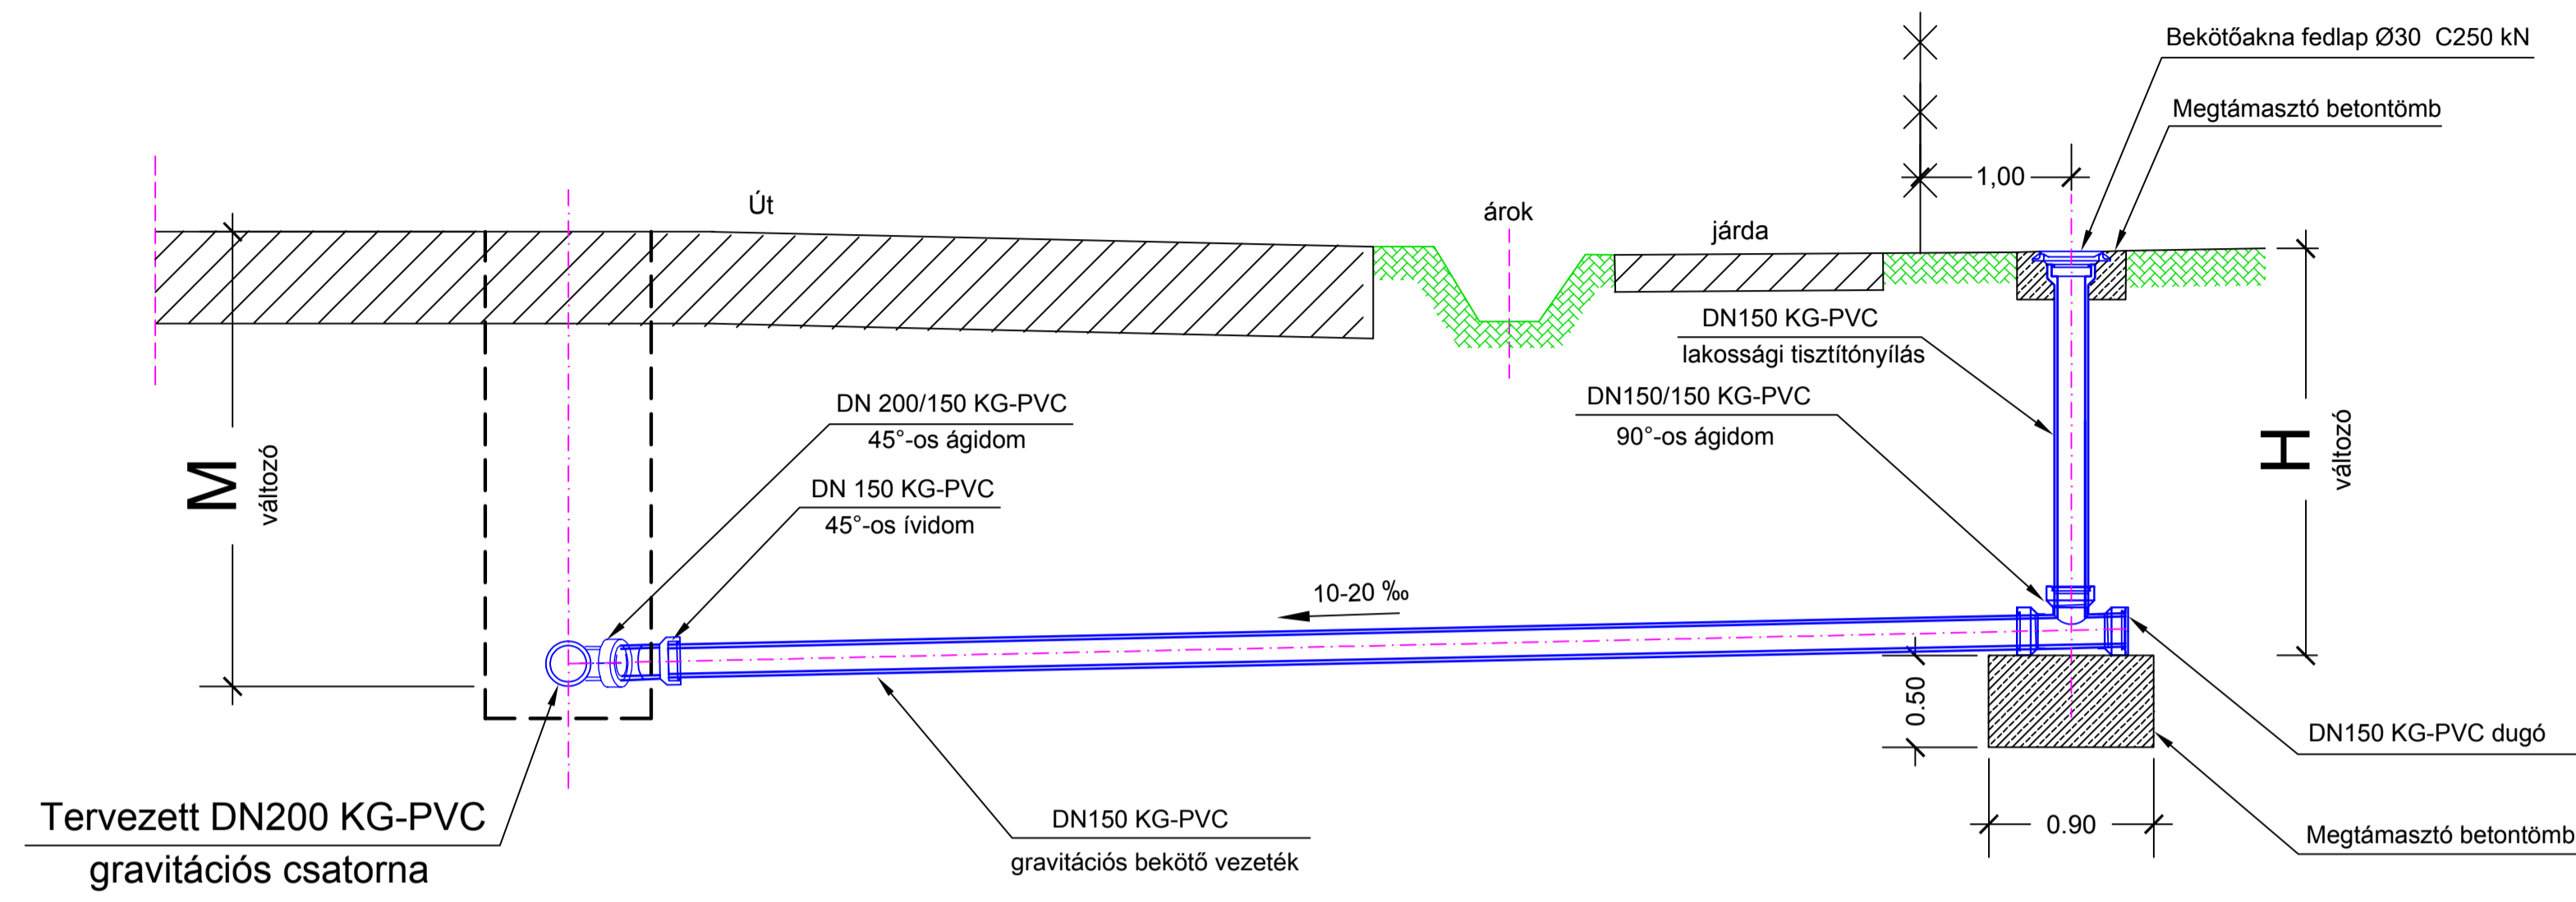 Bekötőakna fedlap Ø30 C250 kN
Megtámasztó betontömb
1,00
Út
árok
járda
DN150 KG-PVC
lakossági tisztítónyílás
DN 200/150 KG-PVC
45°-os ágidom
DN150/150 KG-PVC
90°-os ágidom
M
változó
H
változó
DN 150 KG-PVC
45°-os ívidom
10-20 ‰
0.50
DN150 KG-PVC dugó
Tervezett DN200 KG-PVC
gravitációs csatorna
DN150 KG-PVC
gravitációs bekötő vezeték
0.90
Megtámasztó betontömb